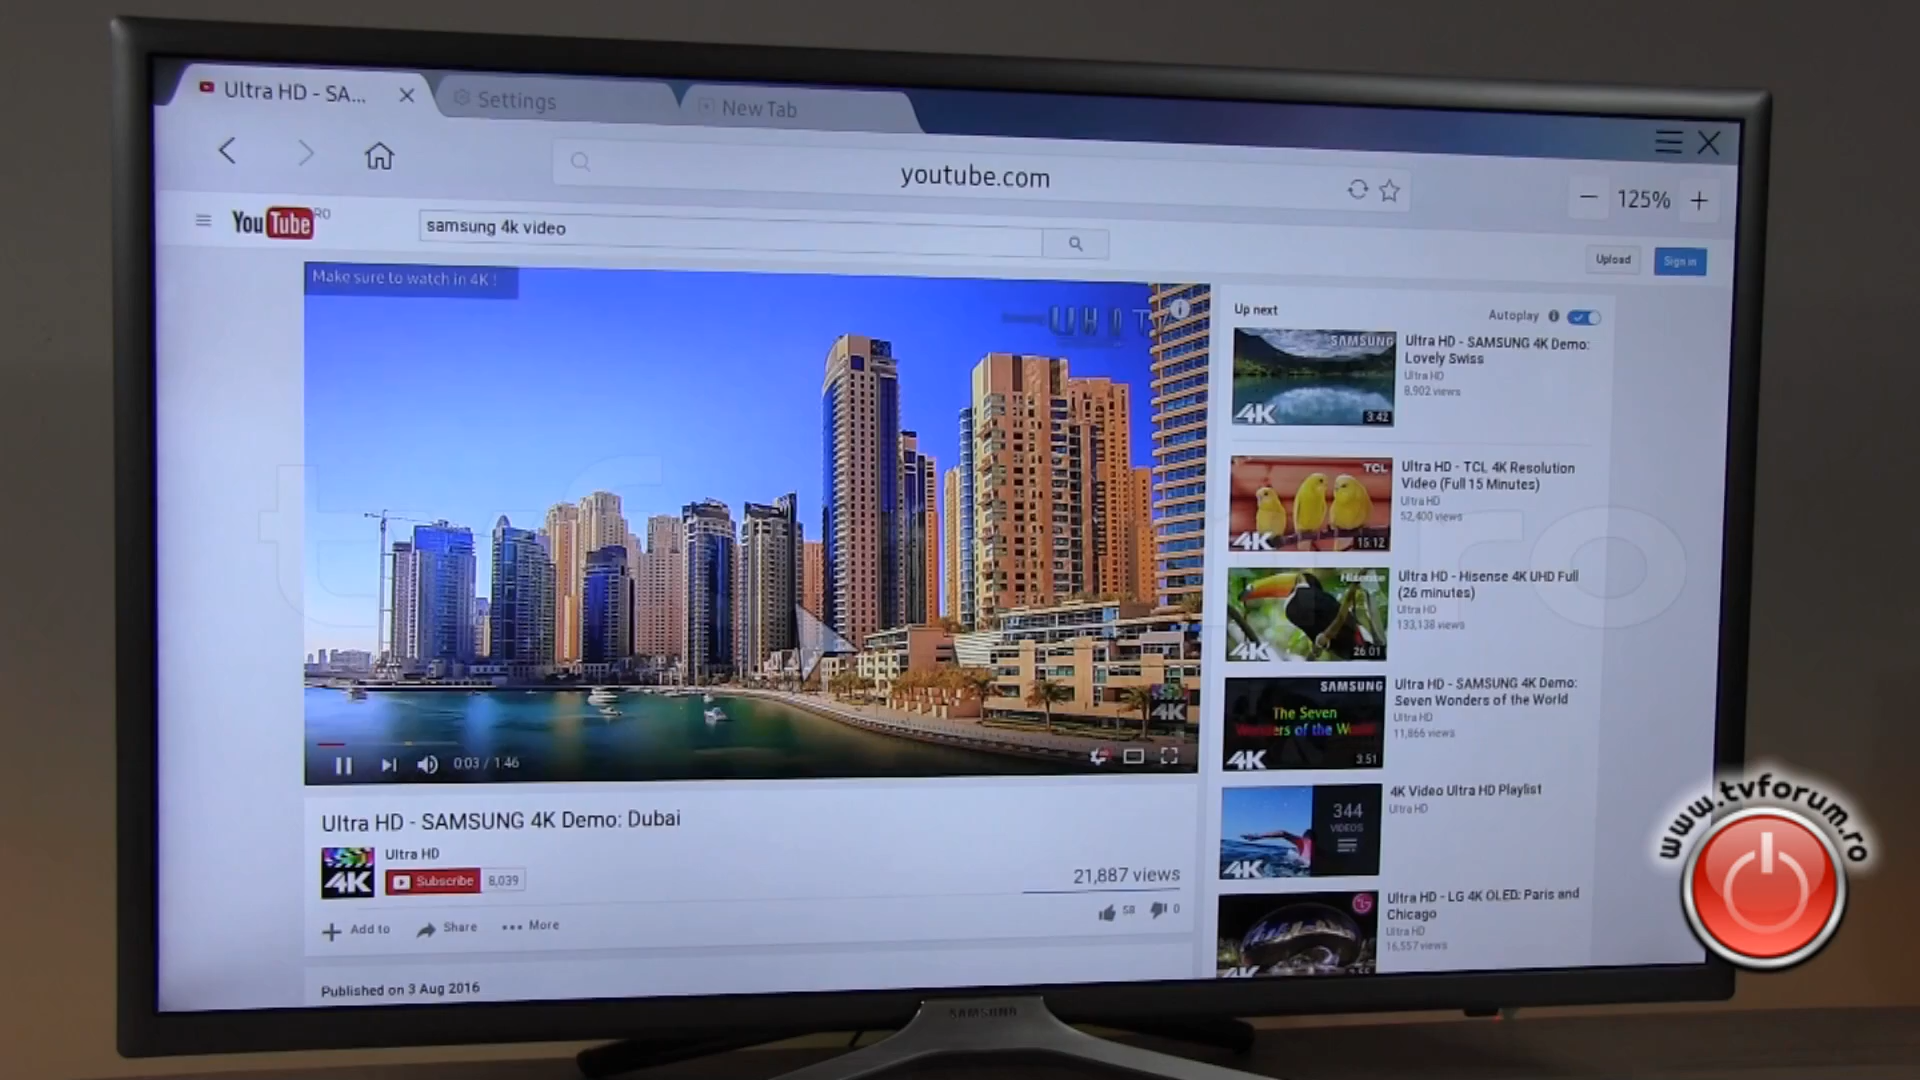 Ultra HD - SA...
Settings
New Tab
youtube.com
125%
YouTube RO
samsung 4k video
Upload
Sign in
Make sure to watch in 4K !
UHDTV
4K
0:03 / 1:46
Ultra HD - SAMSUNG 4K Demo: Dubai
4K
Ultra HD
Subscribe 8,039
21,887 views
Add to
Share
More
58
0
Published on 3 Aug 2016
Up next
Autoplay
SAMSUNG
4K
3:42
Ultra HD - SAMSUNG 4K Demo:
Lovely Swiss
Ultra HD
8,902 views
TCL
4K
15:12
Ultra HD - TCL 4K Resolution
Video (Full 15 Minutes)
Ultra HD
52,400 views
Hisense
4K
26:01
Ultra HD - Hisense 4K UHD Full
(26 minutes)
Ultra HD
133,138 views
SAMSUNG
The Seven
Wonders of the World
4K
3:51
Ultra HD - SAMSUNG 4K Demo:
Seven Wonders of the World
Ultra HD
11,866 views
344
VIDEOS
4K
4K Video Ultra HD Playlist
Ultra HD
4K
Ultra HD - LG 4K OLED: Paris and
Chicago
Ultra HD
16,557 views
SAMSUNG
www.tvforum.ro